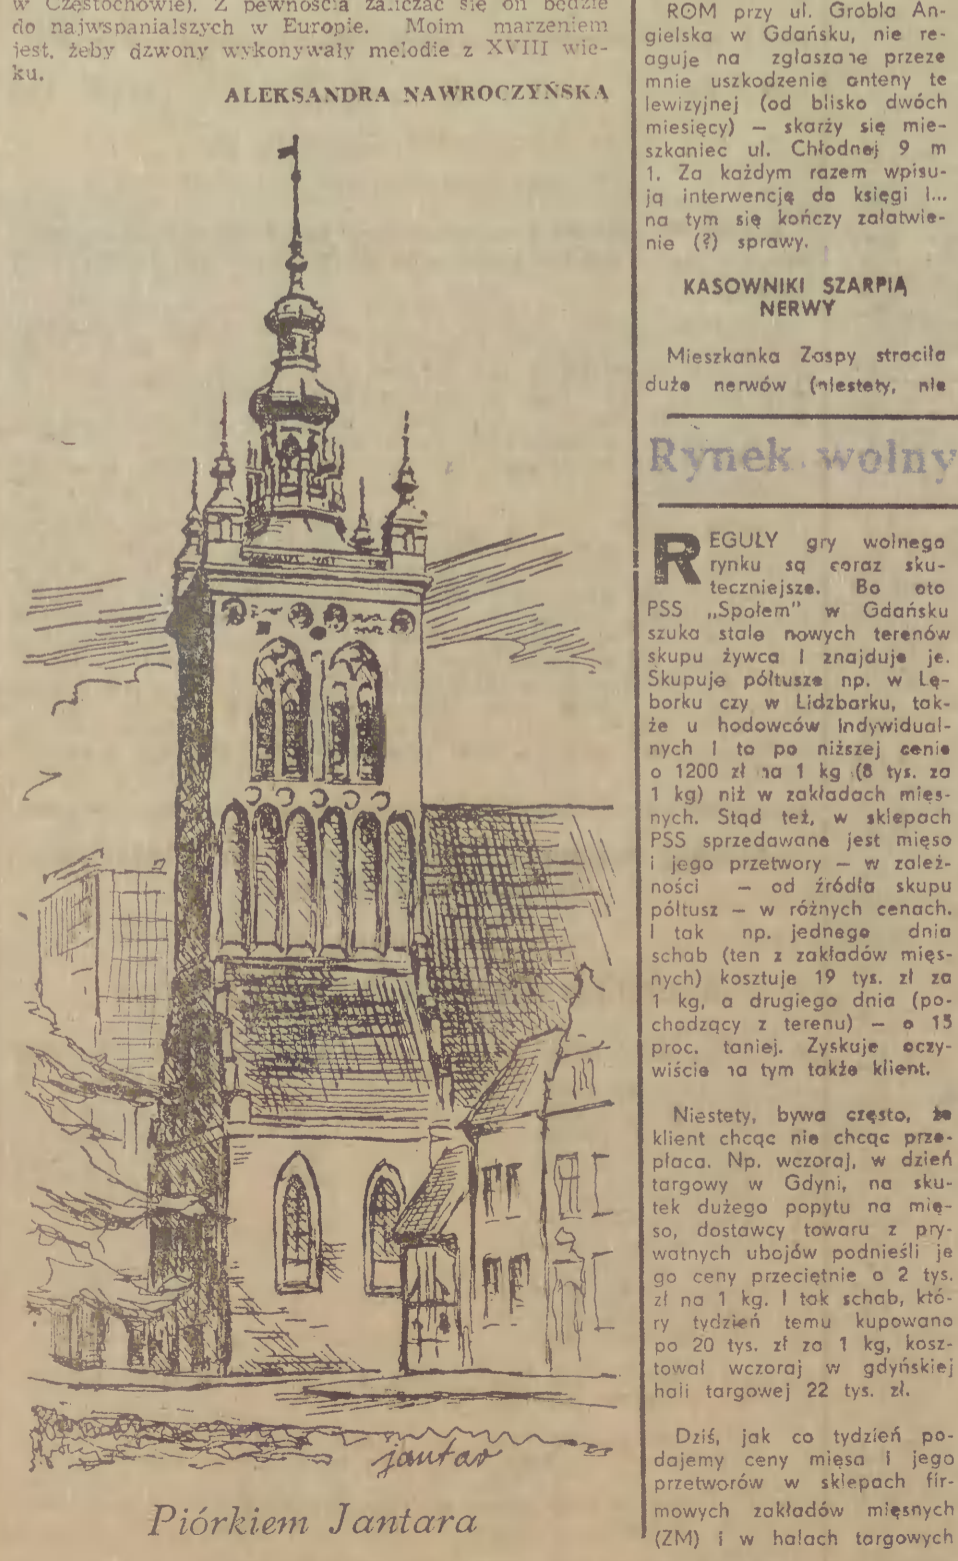 w Częstochowie). Z pewnością zaliczać się on będzie
do najwspanialszych w Europie. Moim marzeniem
jest, żeby dzwony wykonywały melodie z XVIII wie-
ku.
ALEKSANDRA NAWROCZYŃSKA
jantar
Piórkiem Jantara
ROM przy ul. Grobla An-
gielska w Gdańsku, nie re-
aguje na zgłaszane przeze
mnie uszkodzenie anteny te
lewizyjnej (od blisko dwóch
miesięcy) — skarży się mie-
szkaniec ul. Chłodnej 9 m
1. Za każdym razem wpisu-
ją interwencję do księgi i...
na tym się kończy załatwie-
nie (?) sprawy.
KASOWNIKI SZARPIĄ
NERWY
Mieszkanka Zaspy straciła
dużo nerwów (niestety, nie
Rynek wolny
REGUŁY gry wolnego
rynku są coraz sku-
teczniejsze. Bo oto
PSS „Społem" w Gdańsku
szuka stale nowych terenów
skupu żywca i znajduje je.
Skupuje półtusze np. w Lę-
borku czy w Lidzbarku, tak-
że u hodowców indywidual-
nych i to po niższej cenie
o 1200 zł na 1 kg (8 tys. za
1 kg) niż w zakładach mięs-
nych. Stąd też, w sklepach
PSS sprzedawane jest mięso
i jego przetwory — w zależ-
ności — od źródła skupu
półtusz — w różnych cenach.
I tak np. jednego dnia
schab (ten z zakładów mięs-
nych) kosztuje 19 tys. zł za
1 kg, a drugiego dnia (po-
chodzący z terenu) — o 15
proc. taniej. Zyskuje oczy-
wiście na tym także klient.
Niestety, bywa często, że
klient chcąc nie chcąc prze-
płaca. Np. wczoraj, w dzień
targowy w Gdyni, na sku-
tek dużego popytu na mię-
so, dostawcy towaru z pry-
watnych ubojów podnieśli je
go ceny przeciętnie o 2 tys.
zł na 1 kg. I tak schab, któ-
ry tydzień temu kupowano
po 20 tys. zł za 1 kg, kosz-
tował wczoraj w gdyńskiej
hali targowej 22 tys. zł.
Dziś, jak co tydzień po-
dajemy ceny mięsa i jego
przetworów w sklepach fir-
mowych zakładów mięsnych
(ZM) i w halach targowych